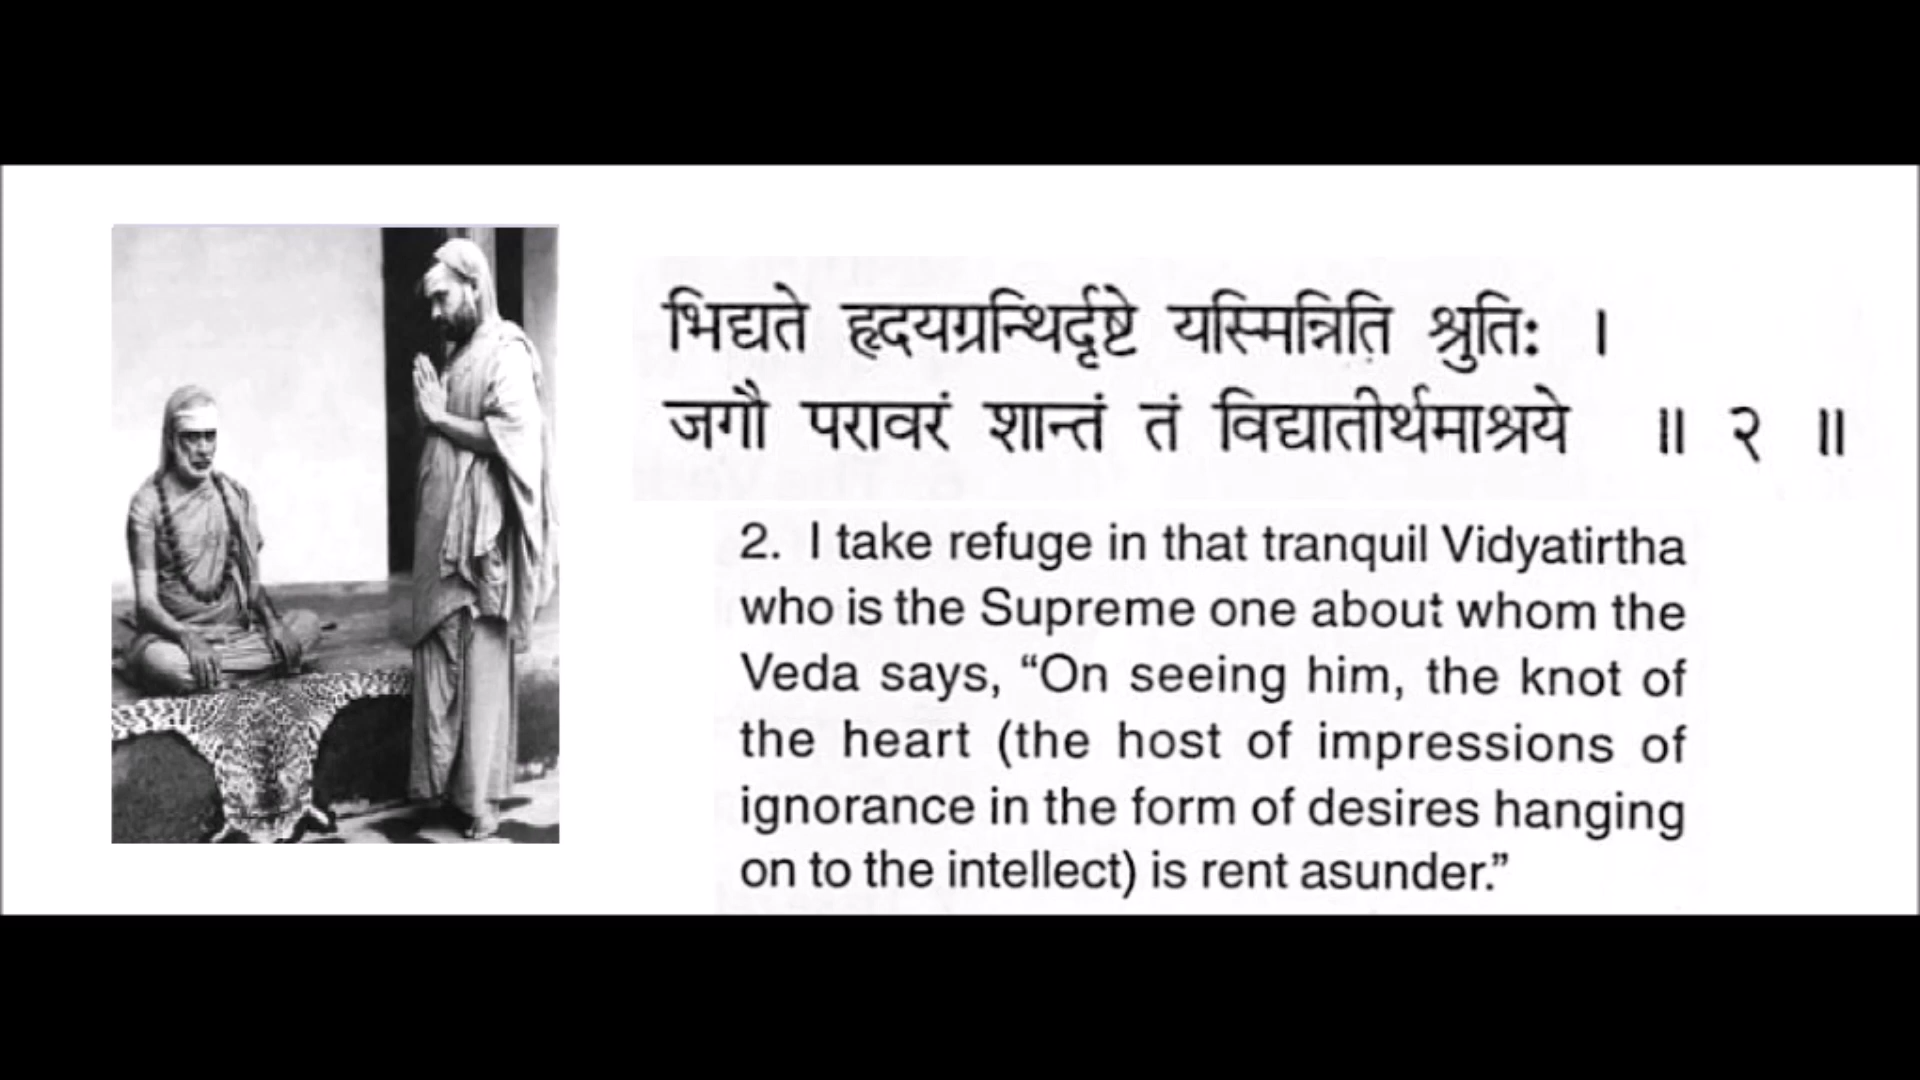 भिद्यते हृदयग्रन्थिर्दृष्टे यस्मिन्निति श्रुतिः ।
जगौ परावरं शान्तं तं विद्यातीर्थमाश्रये ॥ २ ॥
2. I take refuge in that tranquil Vidyatirtha
who is the Supreme one about whom the
Veda says, “On seeing him, the knot of
the heart (the host of impressions of
ignorance in the form of desires hanging
on to the intellect) is rent asunder.”